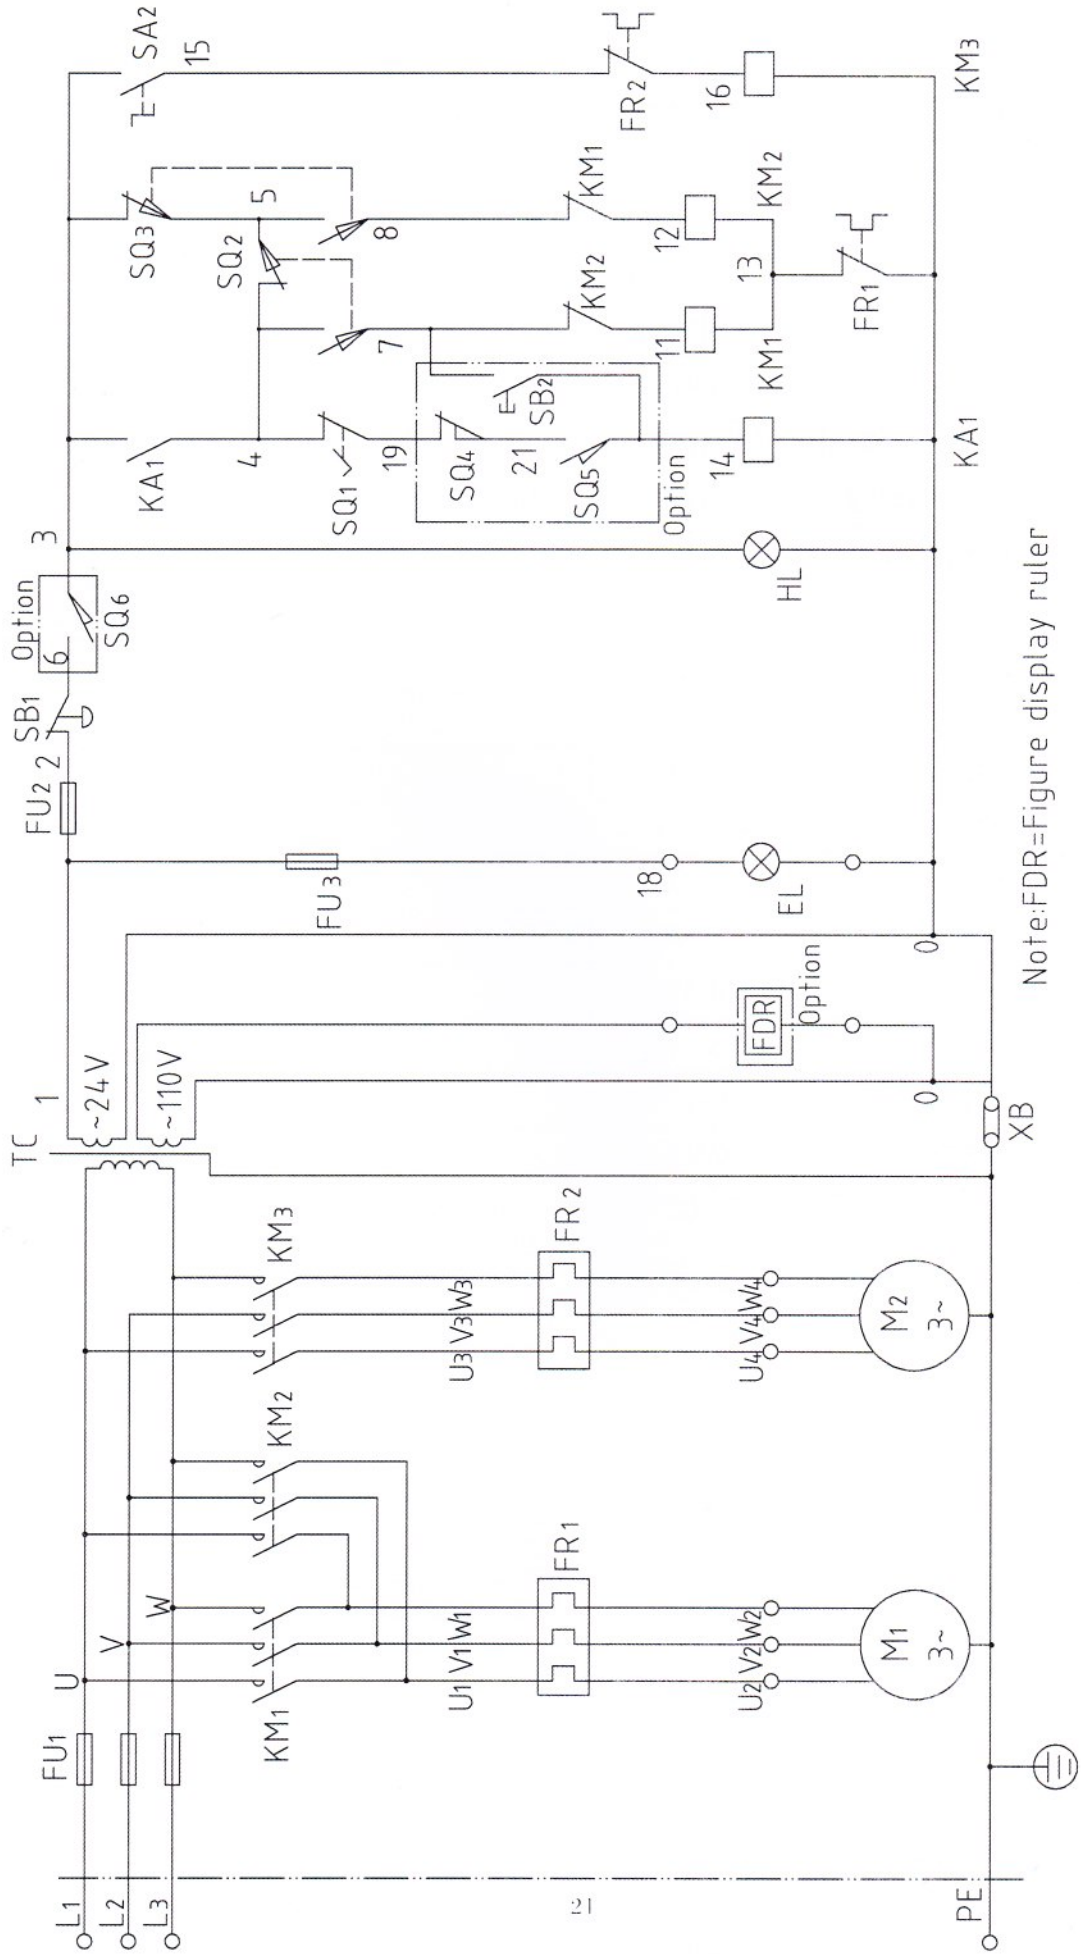 L1
L2
L3
PE
FU1
U
V
W
KM1
KM2
KM3
U1 V1 W1
U3 V3 W3
FR1
FR2
U2 V2 W2
U4 V4 W4
M1
3~
M2
3~
TC
1
~24V
~110V
FDR
Option
0
0
XB
FU3
18
EL
FU2
2
SB1
6
Option
SQ6
3
HL
KA1
4
SQ1
19
SQ4
21
SQ5
SB2
Option
14
KA1
SQ3
SQ2
5
7
8
KM2
KM1
11
12
KM1
KM2
13
FR1
SA2
15
FR2
16
KM3
Note:FDR=Figure display ruler
21